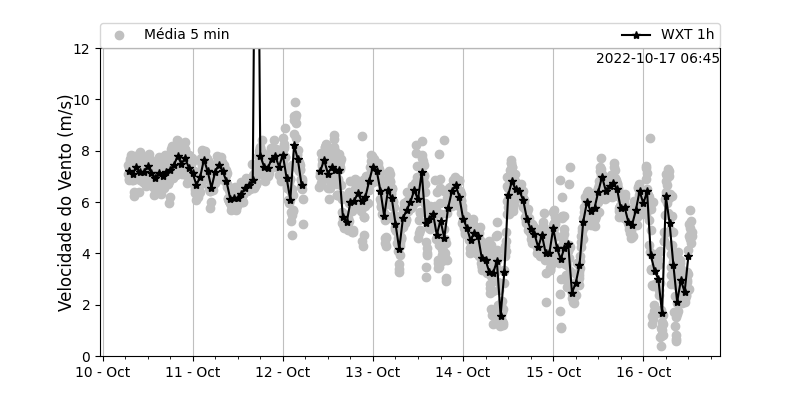 Média 5 min
WXT 1h
2022-10-17 06:45
Velocidade do Vento (m/s)
12
10
8
6
4
2
0
10 - Oct
11 - Oct
12 - Oct
13 - Oct
14 - Oct
15 - Oct
16 - Oct